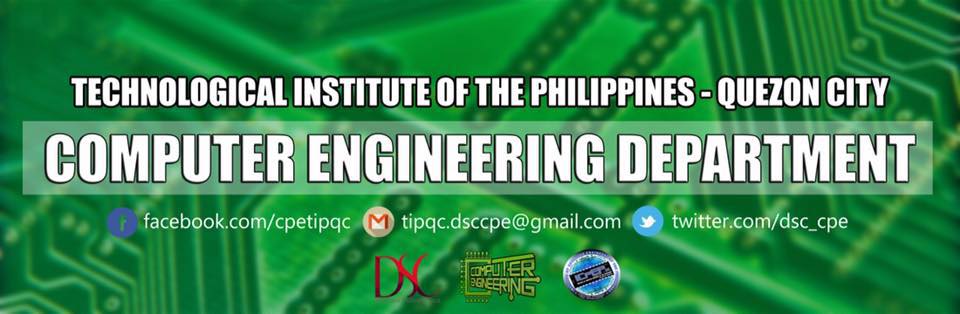 TECHNOLOGICAL INSTITUTE OF THE PHILIPPINES - QUEZON CITY
COMPUTER ENGINEERING DEPARTMENT
f facebook.com/cpetipqc M tipqc.dsccpe@gmail.com twitter.com/dsc_cpe
DSC COMPUTER ENGINEERING ICPEP